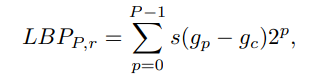 LBP_{P,r} = \sum_{p=0}^{P-1} s(g_p - g_c)2^p,